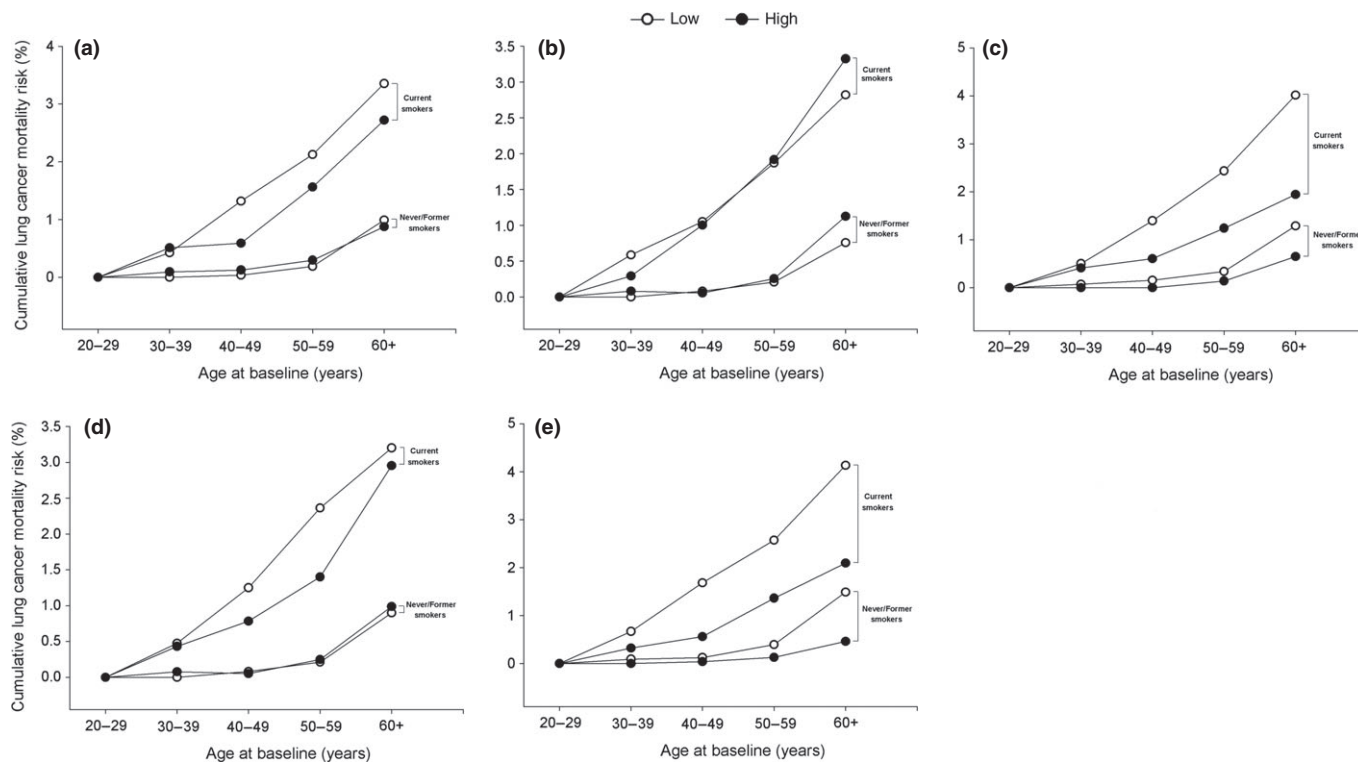 Low High
(a)
Cumulative lung cancer mortality risk (%)
4
3
2
1
0
Current
smokers
Never/Former
smokers
20–29 30–39 40–49 50–59 60+
Age at baseline (years)
(b)
3.5
3.0
2.5
2.0
1.5
1.0
0.5
0.0
Current
smokers
Never/Former
smokers
20–29 30–39 40–49 50–59 60+
Age at baseline (years)
(c)
5
4
3
2
1
0
Current
smokers
Never/Former
smokers
20–29 30–39 40–49 50–59 60+
Age at baseline (years)
(d)
Cumulative lung cancer mortality risk (%)
3.5
3.0
2.5
2.0
1.5
1.0
0.5
0.0
Current
smokers
Never/Former
smokers
20–29 30–39 40–49 50–59 60+
Age at baseline (years)
(e)
5
4
3
2
1
0
Current
smokers
Never/Former
smokers
20–29 30–39 40–49 50–59 60+
Age at baseline (years)